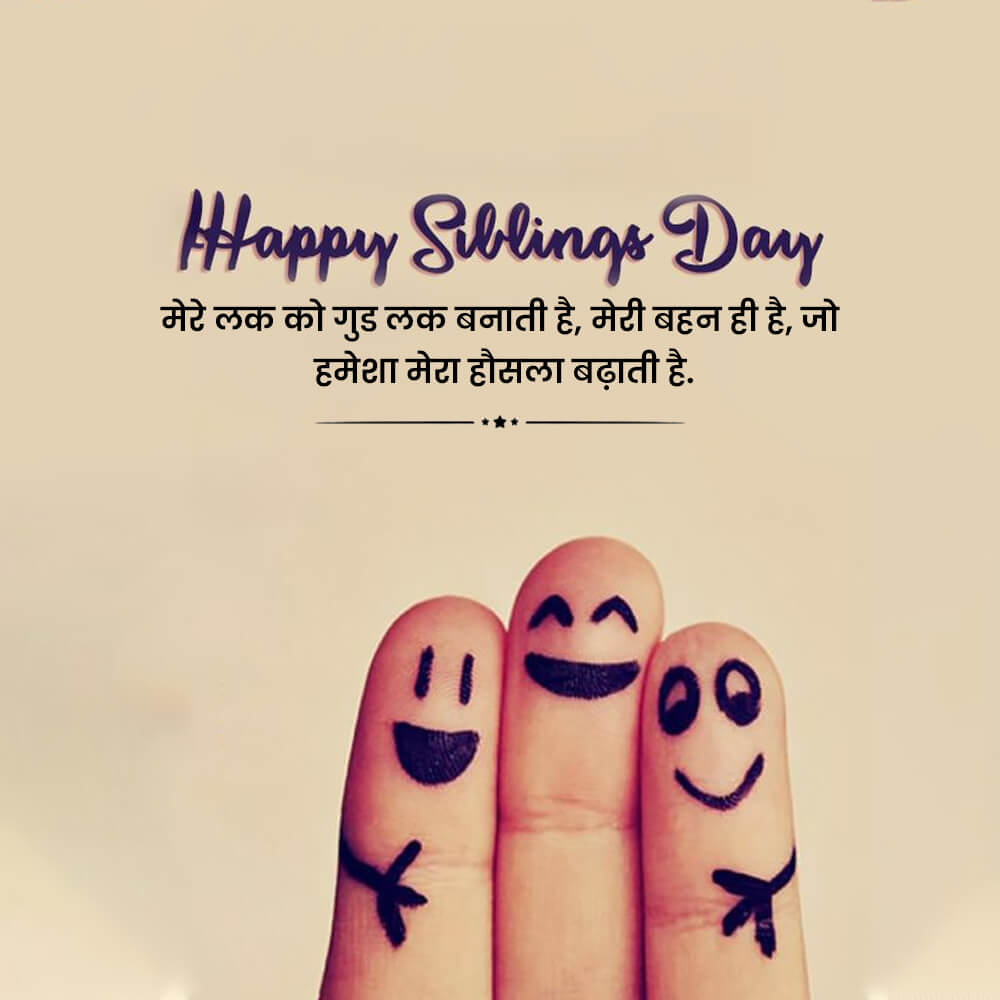 Happy Siblings Day
मेरे लक को गुड लक बनाती है, मेरी बहन ही है, जो
हमेशा मेरा हौसला बढ़ाती है.